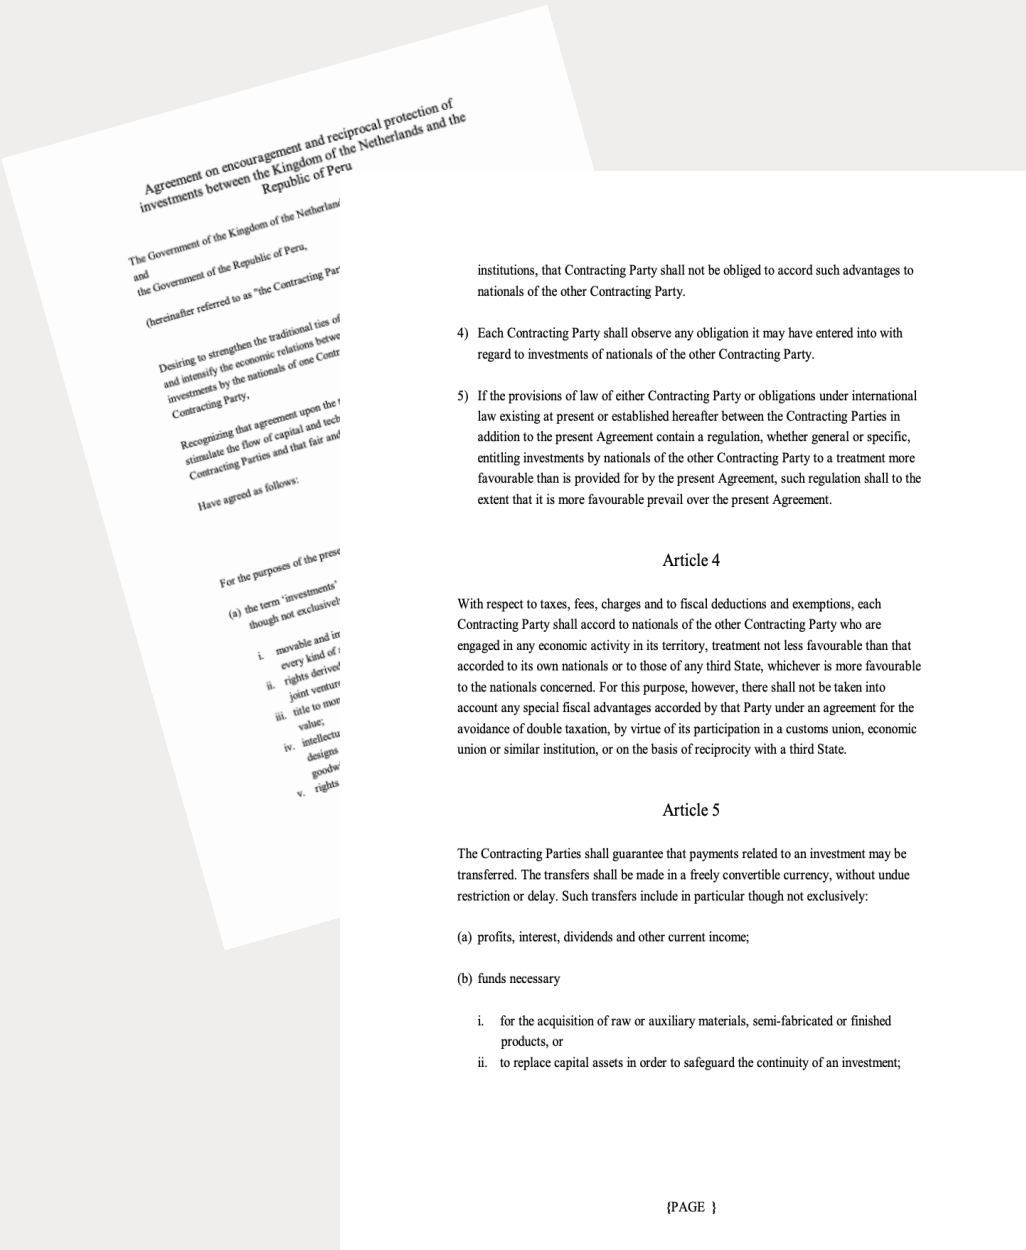 Agreement on encouragement and reciprocal protection of
investments between the Kingdom of the Netherlands and the
Republic of Peru
The Government of the Kingdom of the
and
the Government of the Republic of Peru,
(hereinafter referred to as "the Contracting
Desiring to strengthen the traditional ties of
and intensify the economic relations
investments by the nationals of one
Contracting Party,
Recognizing that agreement upon the
stimulate the flow of capital and
Contracting Parties and that fair and
Have agreed as follows:
For the purposes of the
(a) the term "investments"
though not
i. movable and
every kind of
ii. rights
joint
iii. title to
value;
iv.
designs
v. rights
institutions, that Contracting Party shall not be obliged to accord such advantages to
nationals of the other Contracting Party.
4) Each Contracting Party shall observe any obligation it may have entered into with
regard to investments of nationals of the other Contracting Party.
5) If the provisions of law of either Contracting Party or obligations under international
law existing at present or established hereafter between the Contracting Parties in
addition to the present Agreement contain a regulation, whether general or specific,
entitling investments by nationals of the other Contracting Party to a treatment more
favourable than is provided for by the present Agreement, such regulation shall to the
extent that it is more favourable prevail over the present Agreement.
Article 4
With respect to taxes, fees, charges and to fiscal deductions and exemptions, each
Contracting Party shall accord to nationals of the other Contracting Party who are
engaged in any economic activity in its territory, treatment not less favourable than that
accorded to its own nationals or to those of any third State, whichever is more favourable
to the nationals concerned. For this purpose, however, there shall not be taken into
account any special fiscal advantages accorded by that Party under an agreement for the
avoidance of double taxation, by virtue of its participation in a customs union, economic
union or similar institution, or on the basis of reciprocity with a third State.
Article 5
The Contracting Parties shall guarantee that payments related to an investment may be
transferred. The transfers shall be made in a freely convertible currency, without undue
restriction or delay. Such transfers include in particular though not exclusively:
(a) profits, interest, dividends and other current income;
(b) funds necessary
i. for the acquisition of raw or auxiliary materials, semi-fabricated or finished
products, or
ii. to replace capital assets in order to safeguard the continuity of an investment;
{PAGE }